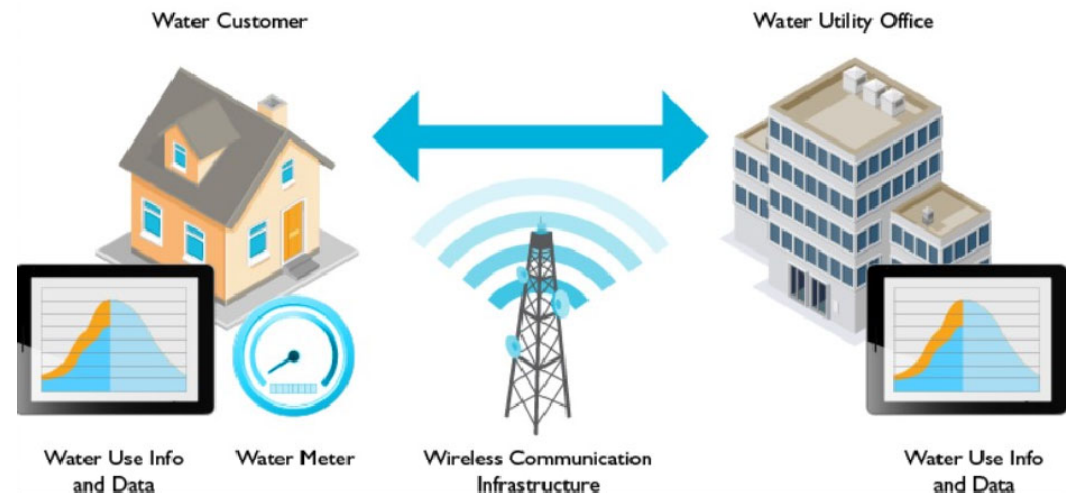 Water Customer
Water Utility Office
Water Use Info
and Data
Water Meter
Wireless Communication
Infrastructure
Water Use Info
and Data